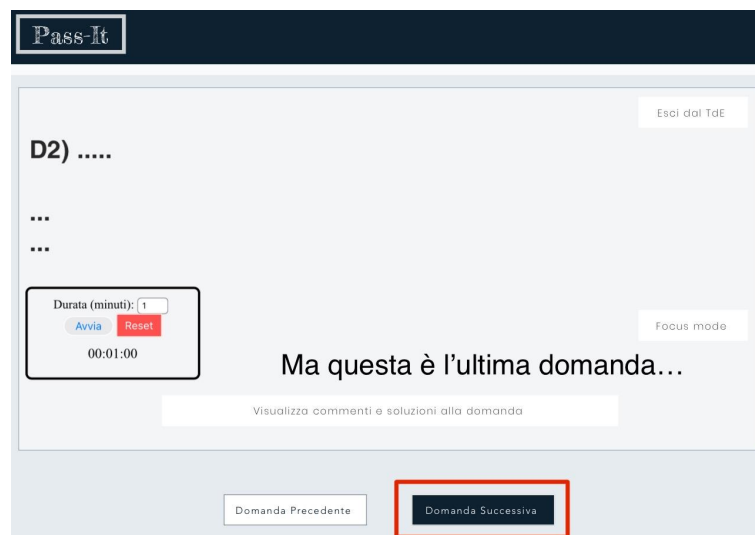 Pass-It
Esci dal TdE
D2) .....
...
...
Durata (minuti): 1
Avvia Reset
00:01:00
Focus mode
Ma questa è l'ultima domanda...
Visualizza commenti e soluzioni alla domanda
Domanda Precedente
Domanda Successiva